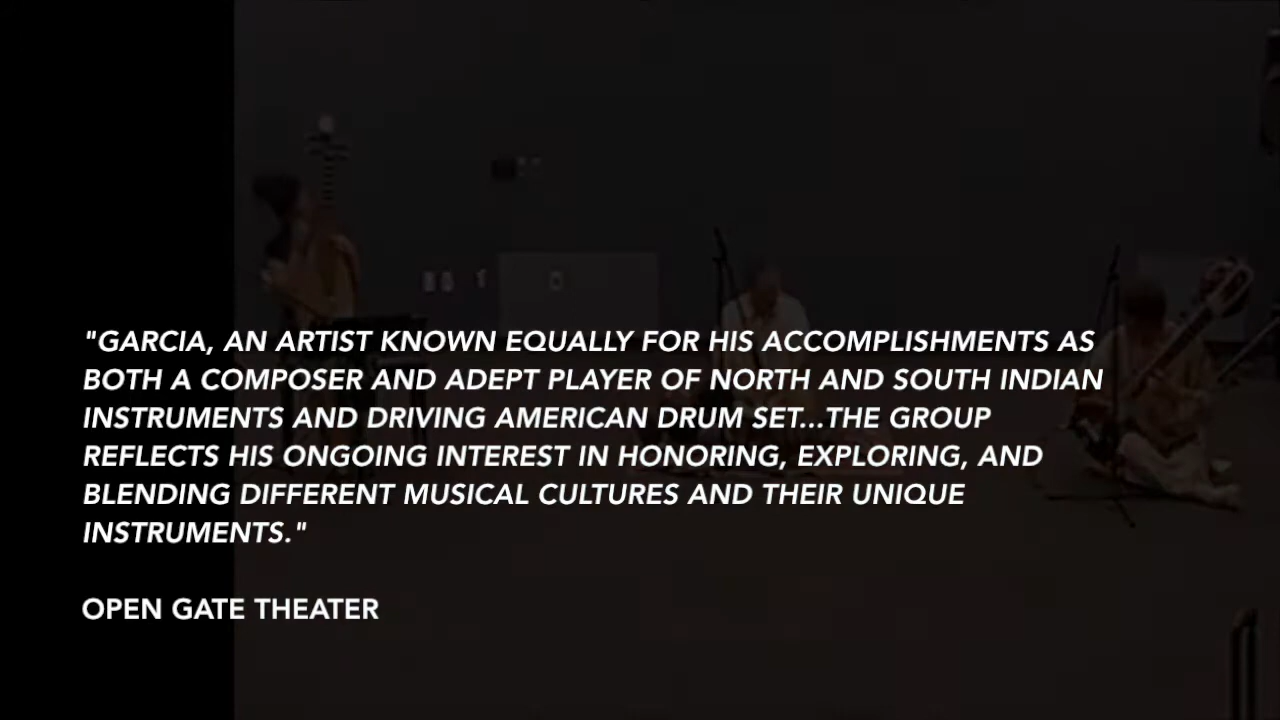 "GARCIA, AN ARTIST KNOWN EQUALLY FOR HIS ACCOMPLISHMENTS AS
BOTH A COMPOSER AND ADEPT PLAYER OF NORTH AND SOUTH INDIAN
INSTRUMENTS AND DRIVING AMERICAN DRUM SET...THE GROUP
REFLECTS HIS ONGOING INTEREST IN HONORING, EXPLORING, AND
BLENDING DIFFERENT MUSICAL CULTURES AND THEIR UNIQUE
INSTRUMENTS."
OPEN GATE THEATER